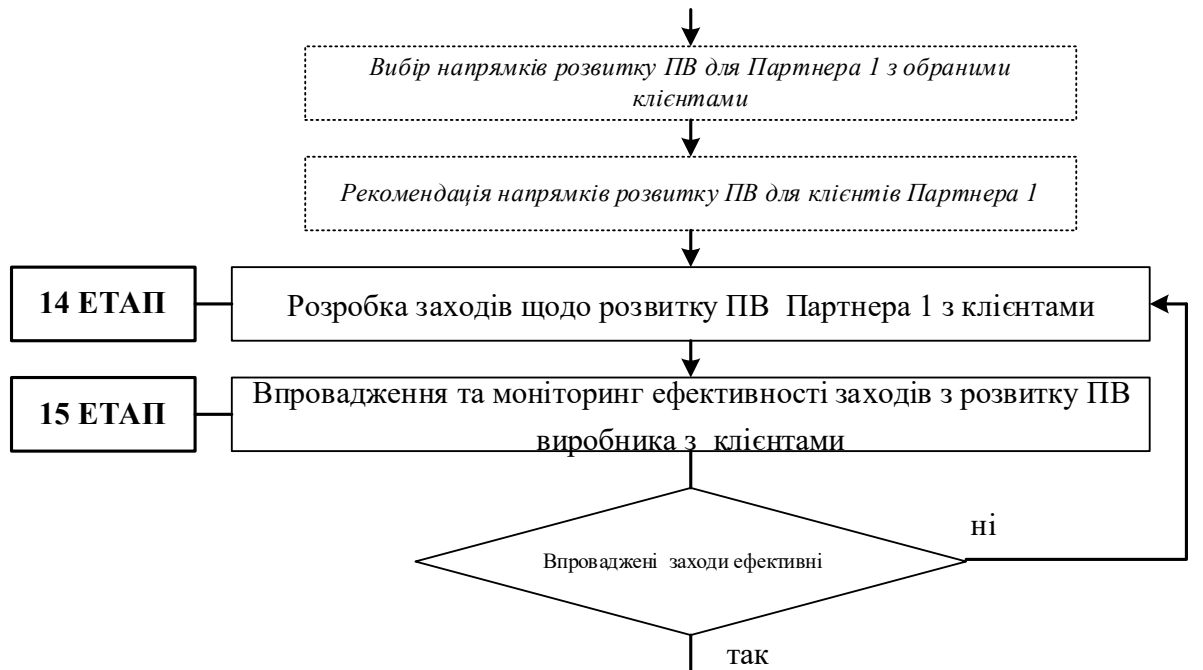 Вибір напрямків розвитку ПВ для Партнера 1 з обраними
клієнтами
Рекомендація напрямків розвитку ПВ для клієнтів Партнера 1
14 ЕТАП
Розробка заходів щодо розвитку ПВ Партнера 1 з клієнтами
15 ЕТАП
Впровадження та моніторинг ефективності заходів з розвитку ПВ
виробника з клієнтами
ні
Впроваджені заходи ефективні
так